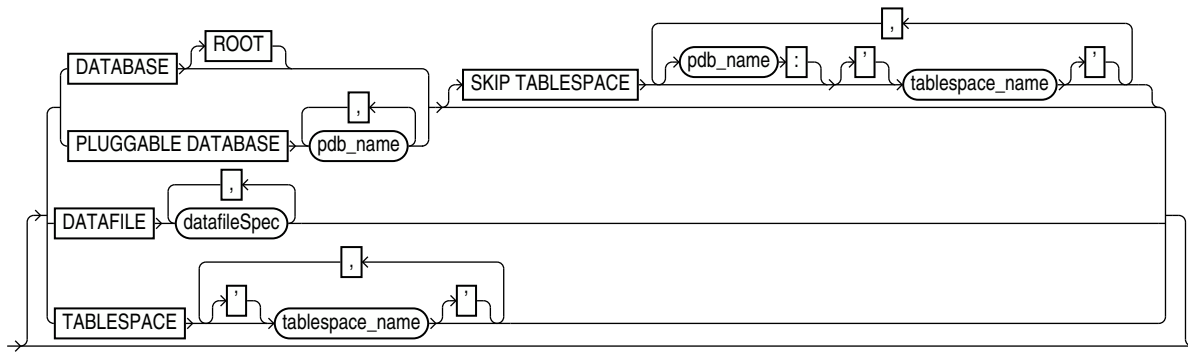 ,
ROOT
pdb_name : ' tablespace_name '
DATABASE
SKIP TABLESPACE
,
PLUGGABLE DATABASE pdb_name
,
DATAFILE datafileSpec
,
' '
TABLESPACE tablespace_name